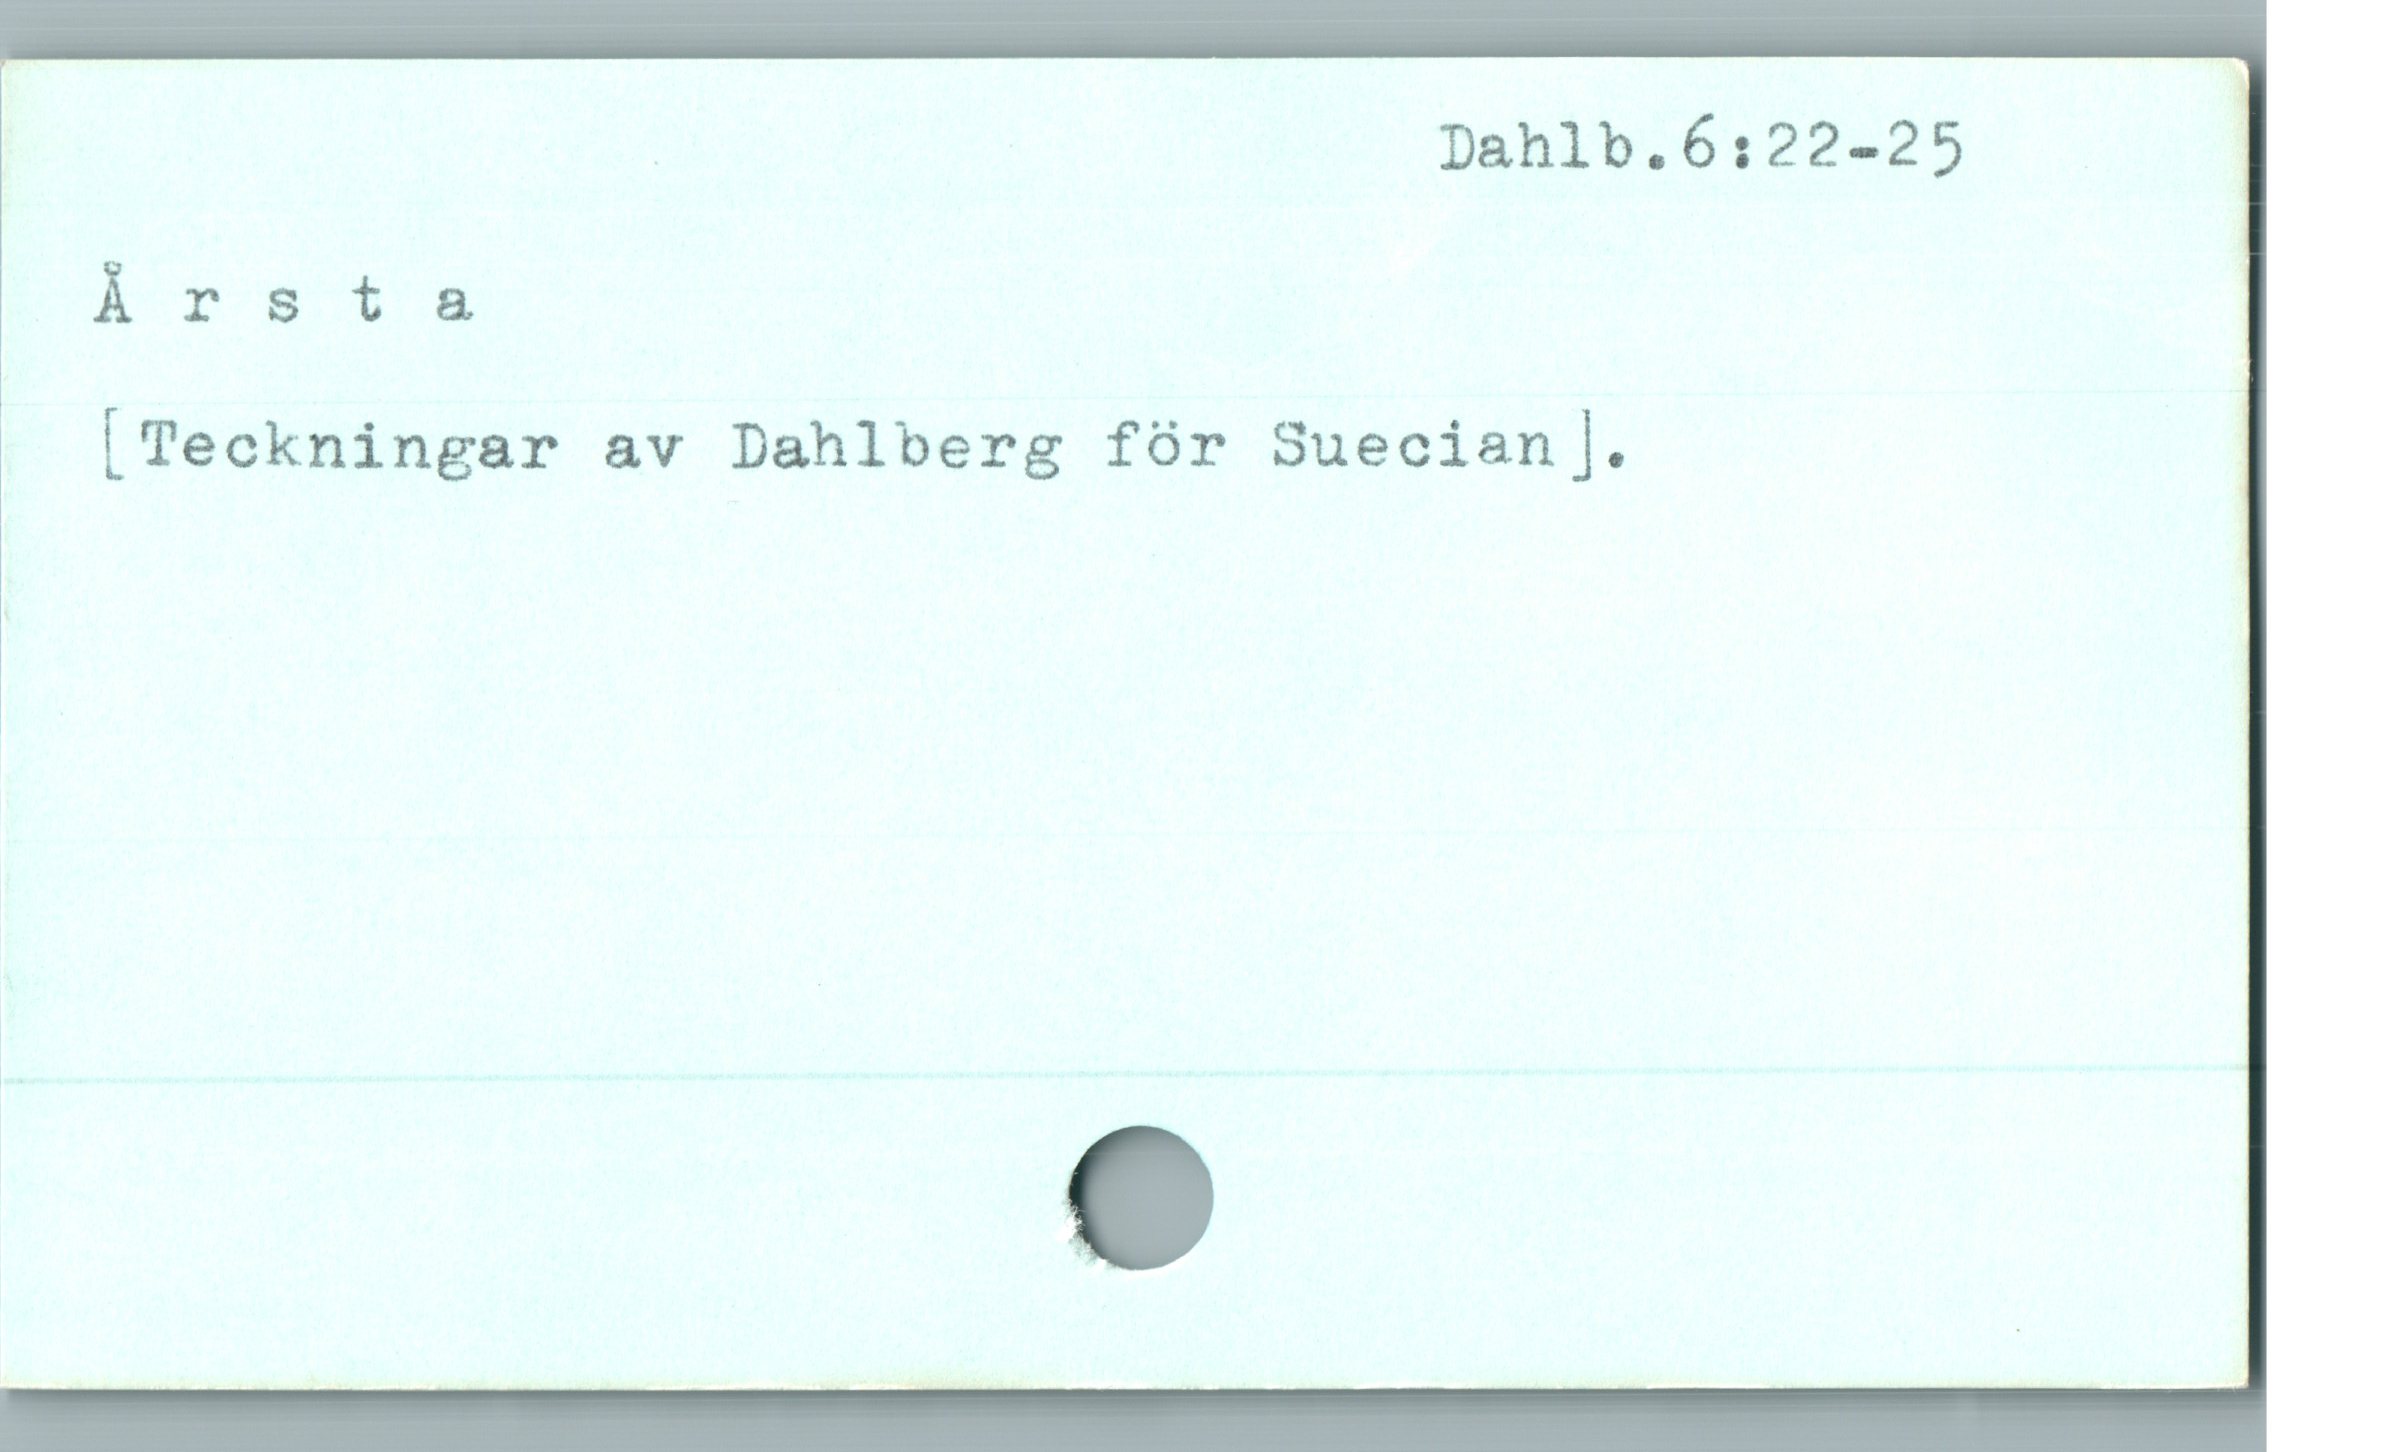 Dahlb.6:22-25
Å r s t a
[Teckningar av Dahlberg för Suecian].